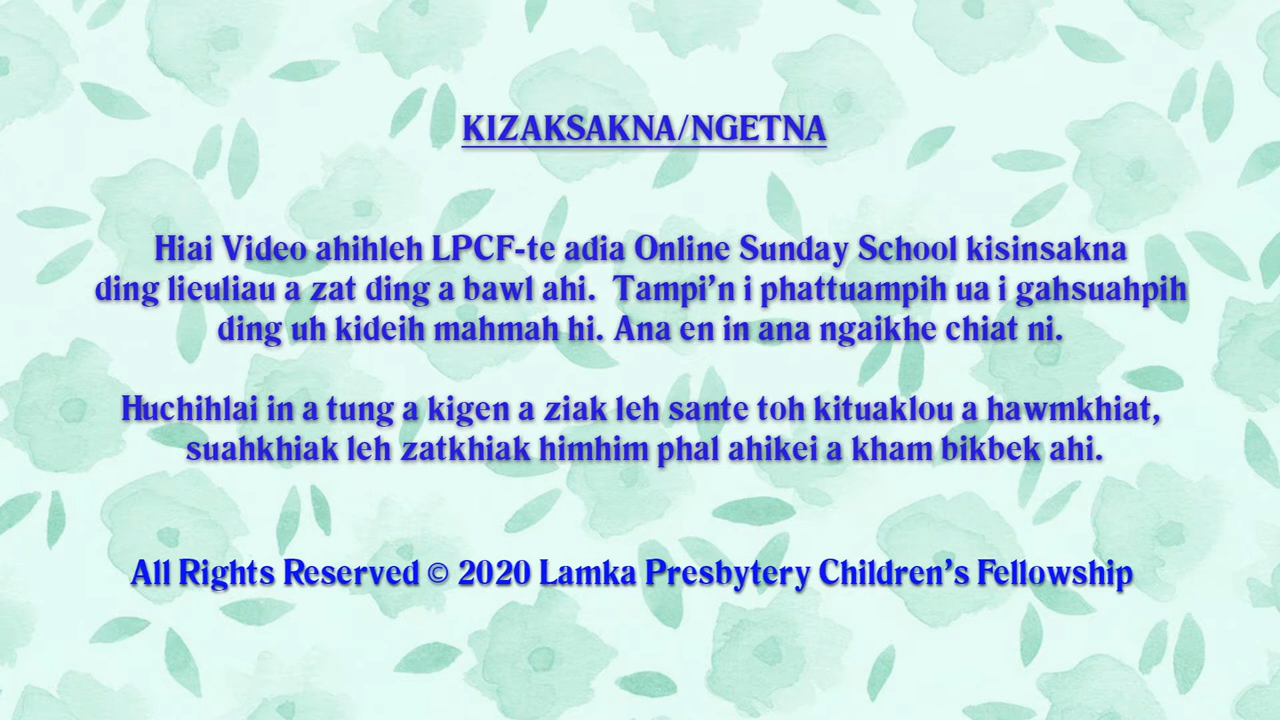 KIZAKSAKNA/NGETNA
Hiai Video ahihleh LPCF-te adia Online Sunday School kisinsakna
ding lieuliau a zat ding a bawl ahi. Tampi'n i phattuampih ua i gahsuahpih
ding uh kideih mahmah hi. Ana en in ana ngaikhe chiat ni.
Huchihlai in a tung a kigen a ziak leh sante toh kituaklou a hawmkhiat,
suahkhiak leh zatkhiak himhim phal ahikei a kham bikbek ahi.
All Rights Reserved © 2020 Lamka Presbytery Children's Fellowship